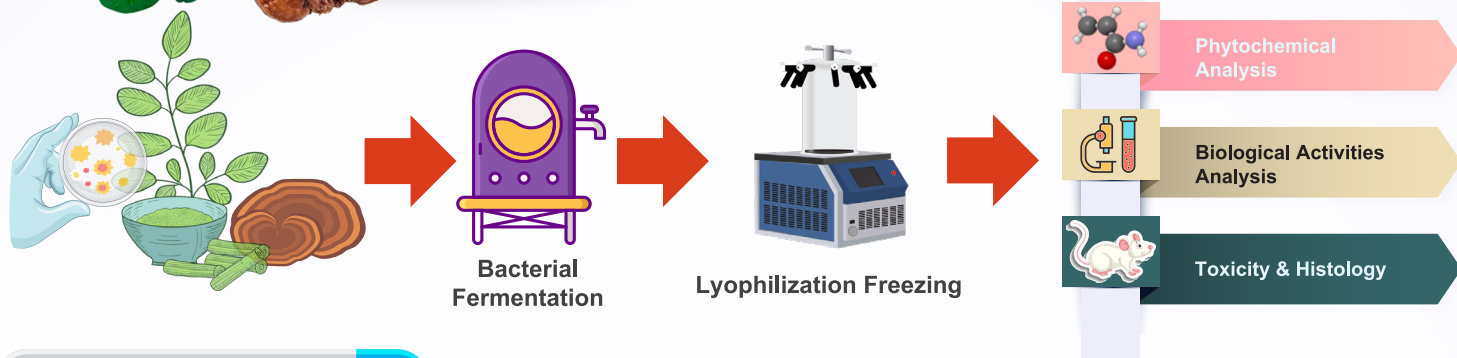 Phytochemical
Analysis
Biological Activities
Analysis
Toxicity & Histology
Bacterial
Fermentation
Lyophilization Freezing